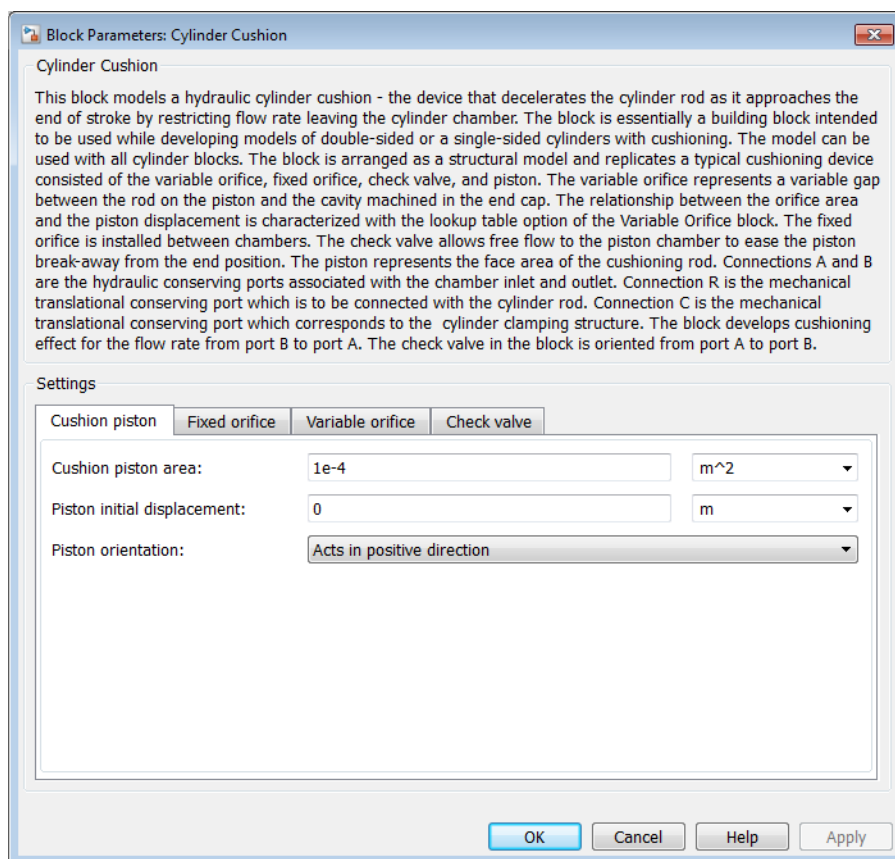 Block Parameters: Cylinder Cushion
Cylinder Cushion
This block models a hydraulic cylinder cushion - the device that decelerates the cylinder rod as it approaches the
end of stroke by restricting flow rate leaving the cylinder chamber. The block is essentially a building block intended
to be used while developing models of double-sided or a single-sided cylinders with cushioning. The model can be
used with all cylinder blocks. The block is arranged as a structural model and replicates a typical cushioning device
consisted of the variable orifice, fixed orifice, check valve, and piston. The variable orifice represents a variable gap
between the rod on the piston and the cavity machined in the end cap. The relationship between the orifice area
and the piston displacement is characterized with the lookup table option of the Variable Orifice block. The fixed
orifice is installed between chambers. The check valve allows free flow to the piston chamber to ease the piston
break-away from the end position. The piston represents the face area of the cushioning rod. Connections A and B
are the hydraulic conserving ports associated with the chamber inlet and outlet. Connection R is the mechanical
translational conserving port which is to be connected with the cylinder rod. Connection C is the mechanical
translational conserving port which corresponds to the  cylinder clamping structure. The block develops cushioning
effect for the flow rate from port B to port A. The check valve in the block is oriented from port A to port B.
Settings
Cushion piston Fixed orifice Variable orifice Check valve
Cushion piston area: 1e-4 m^2
Piston initial displacement: 0 m
Piston orientation: Acts in positive direction
OK Cancel Help Apply